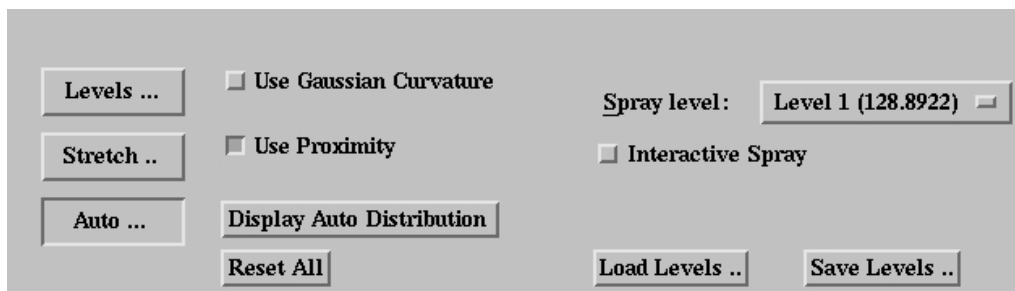 Levels ...
Use Gaussian Curvature
Spray level:
Level 1 (128.8922)
Stretch ..
Use Proximity
Interactive Spray
Auto ...
Display Auto Distribution
Reset All
Load Levels ..
Save Levels ..